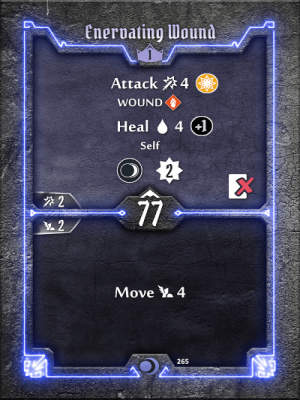 Enervating Wound
1
Attack 4
WOUND
Heal 4 +1
Self
2
2
77
2
Move 4
265